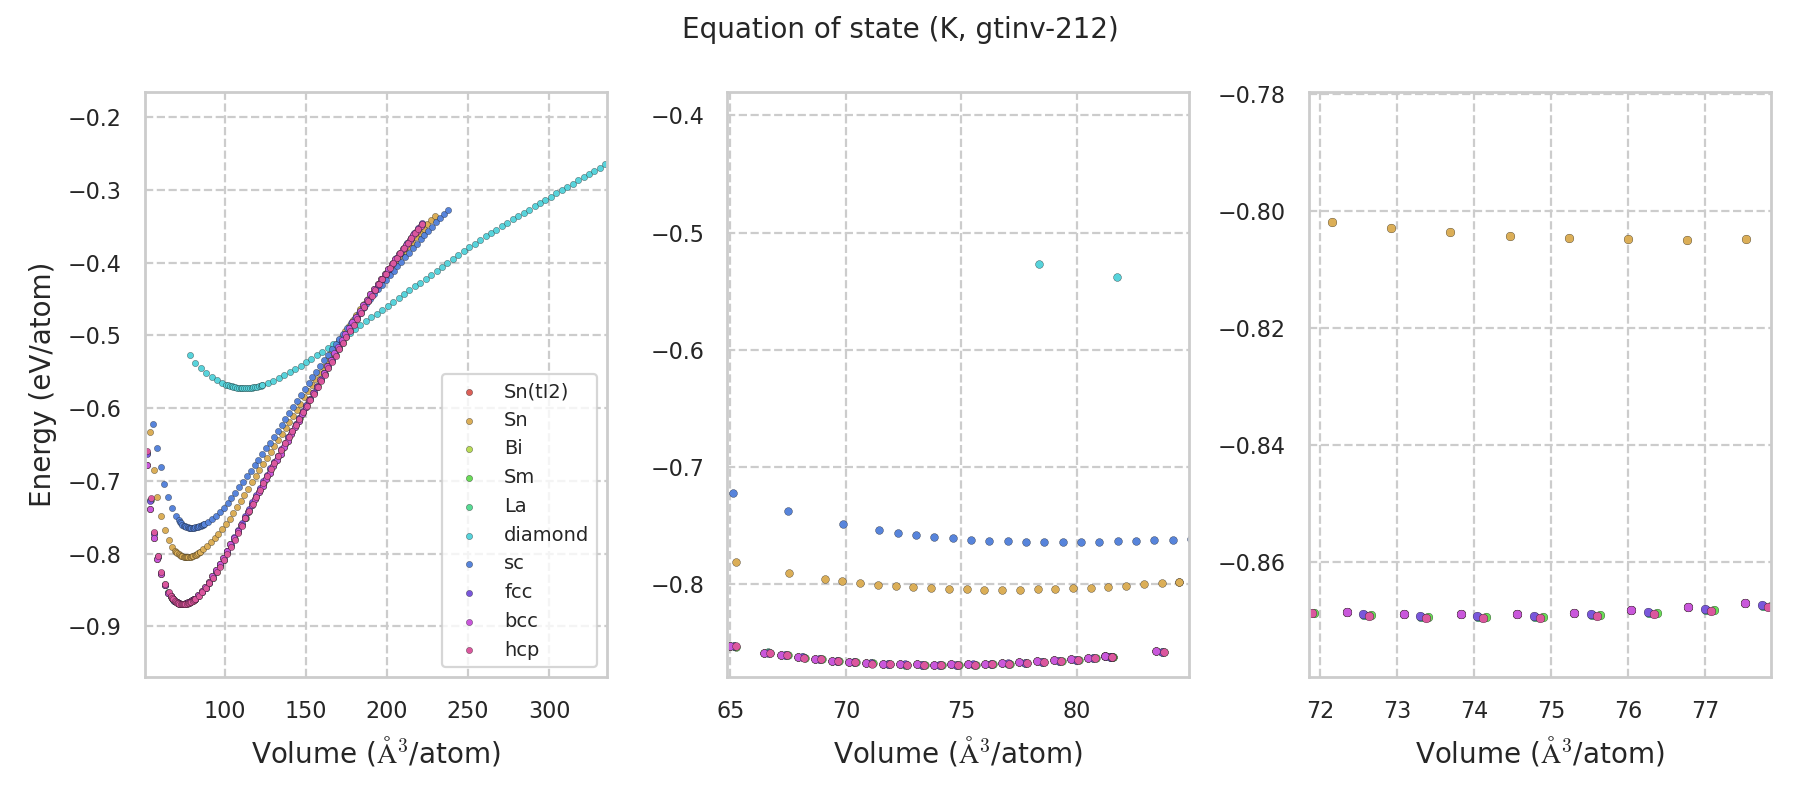 Equation of state (K, gtinv-212)
Energy (eV/atom)
−0.2
−0.3
−0.4
−0.5
−0.6
−0.7
−0.8
−0.9
100 150 200 250 300
Volume (Å³/atom)
Sn(tI2)
Sn
Bi
Sm
La
diamond
sc
fcc
bcc
hcp
−0.4
−0.5
−0.6
−0.7
−0.8
65 70 75 80
Volume (Å³/atom)
−0.78
−0.80
−0.82
−0.84
−0.86
72 73 74 75 76 77
Volume (Å³/atom)